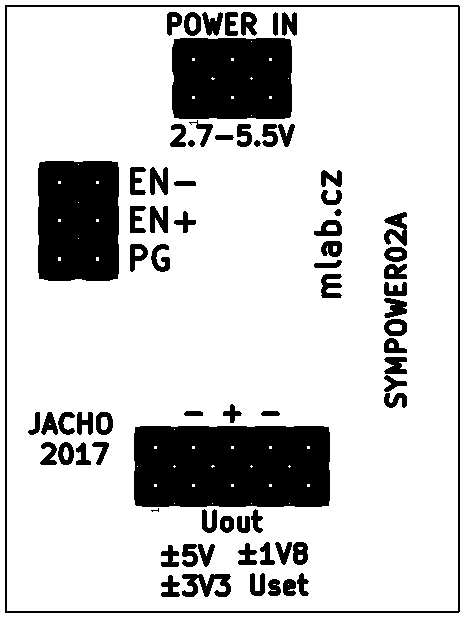 POWER IN
2.7-5.5V
EN-
EN+
PG
mlab.cz
SYMPOWER02A
- + -
JACHO
2017
Uout
±5V ±1V8
±3V3 Uset